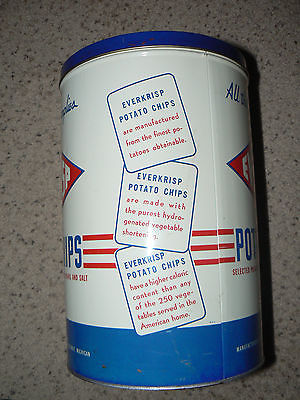 EVERKRISP
POTATO CHIPS
are manufactured
from the finest po-
tatoes obtainable.
EVERKRISP
POTATO CHIPS
are made with
the purest hydro-
genated vegetable
shortening.
EVERKRISP
POTATO CHIPS
have a higher caloric
content than any
of the 250 vege-
tables served in the
American home.
HIPS
AND SALT
MICHIGAN
All
POT
SELECTED